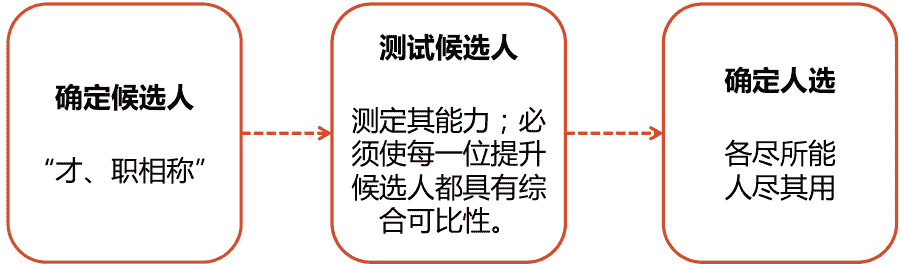 确定候选人
“才、职相称”
测试候选人
测定其能力；必
须使每一位提升
候选人都具有综
合可比性。
确定人选
各尽所能
人尽其用